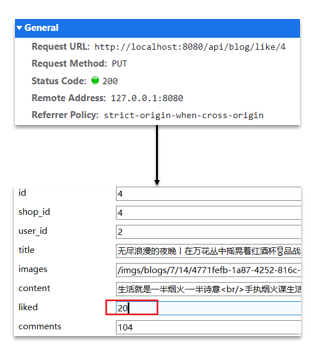 General
Request URL: http://localhost:8080/api/blog/like/4
Request Method: PUT
Status Code: 200
Remote Address: 127.0.0.1:8080
Referrer Policy: strict-origin-when-cross-origin
id 4
shop_id 4
user_id 2
title 无尽浪漫的夜晚丨在万花丛中摇晃着红酒杯🍷品战
images /imgs/blogs/7/14/4771fefb-1a87-4252-816c-
content 生活就是一半烟火·一半诗意<br/>手执烟火谋生活
liked 20
comments 104